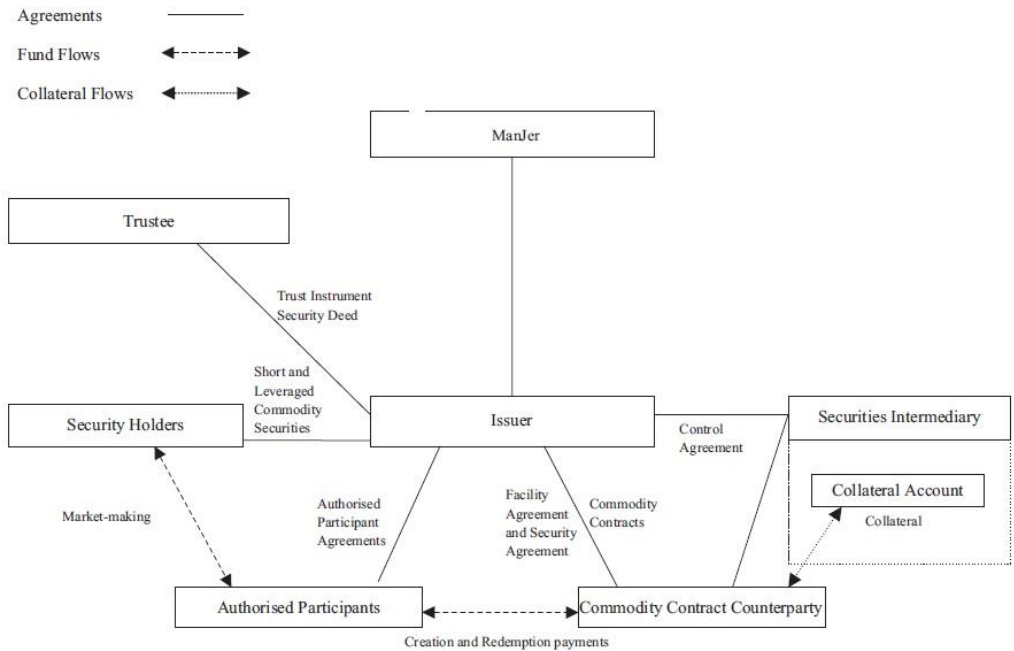 Agreements
Fund Flows
Collateral Flows
ManJer
Trustee
Trust Instrument
Security Deed
Short and
Leveraged
Commodity
Securities
Security Holders
Issuer
Securities Intermediary
Control
Agreement
Collateral Account
Collateral
Market-making
Authorised
Participant
Agreements
Facility
Agreement
and Security
Agreement
Commodity
Contracts
Authorised Participants
Commodity Contract Counterparty
Creation and Redemption payments